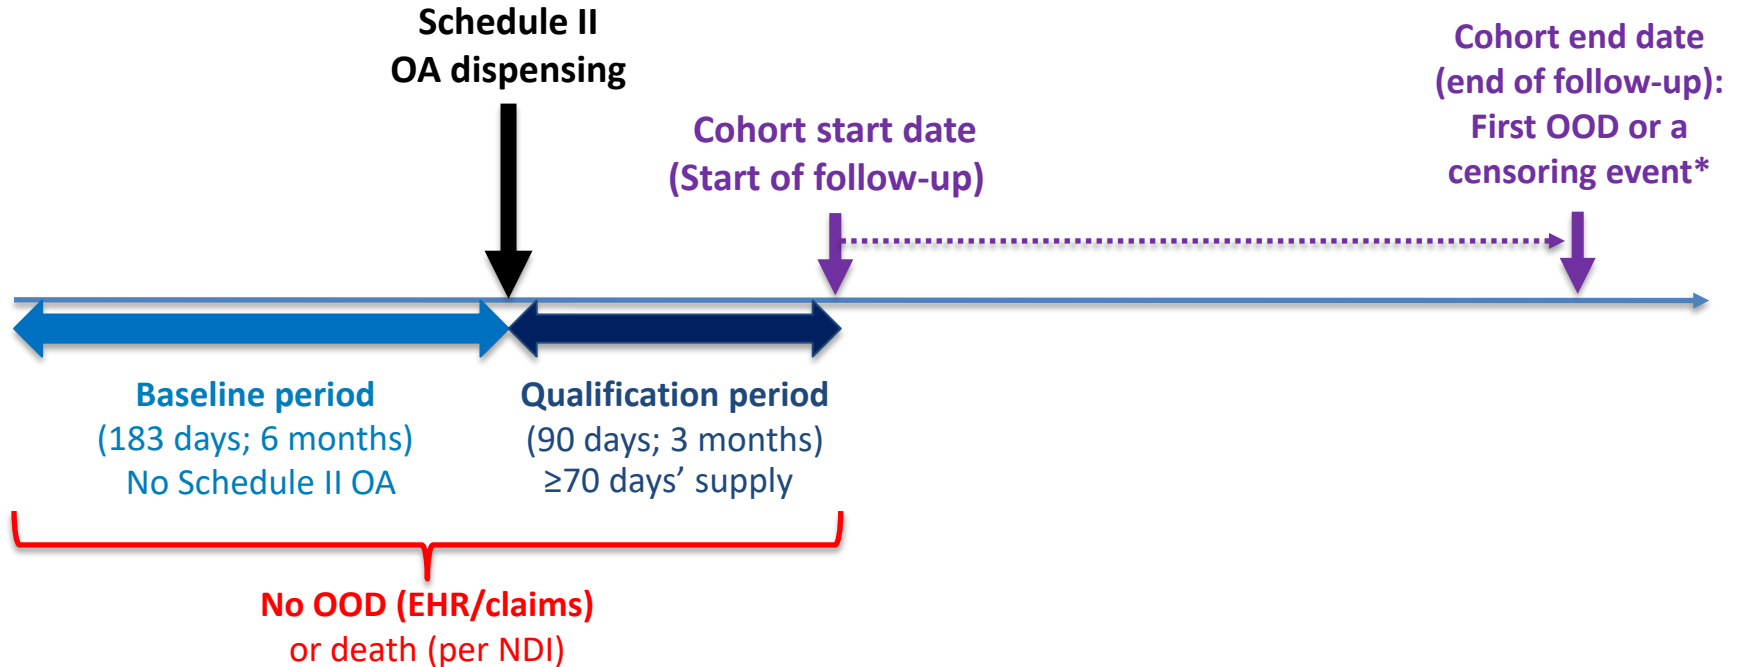 Schedule II
OA dispensing
Cohort start date
(Start of follow-up)
Cohort end date
(end of follow-up):
First OOD or a
censoring event*
Baseline period
(183 days; 6 months)
No Schedule II OA
Qualification period
(90 days; 3 months)
≥70 days’ supply
No OOD (EHR/claims)
or death (per NDI)